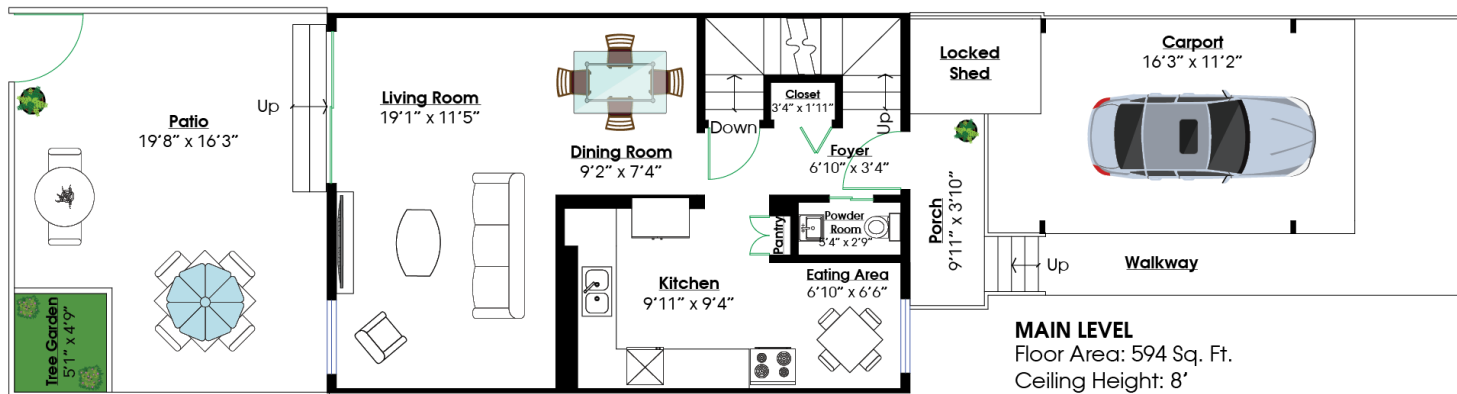 Up
Patio
19'8" x 16'3"
Tree Garden
5'1" x 4'9"
Living Room
19'1" x 11'5"
Dining Room
9'2" x 7'4"
Down
Closet
3'4" x 1'11"
Up
Foyer
6'10" x 3'4"
Pantry
Powder
Room
5'4" x 2'9"
Kitchen
9'11" x 9'4"
Eating Area
6'10" x 6'6"
Locked
Shed
Porch
9'11" x 3'10"
Carport
16'3" x 11'2"
Up
Walkway
MAIN LEVEL
Floor Area: 594 Sq. Ft.
Ceiling Height: 8'